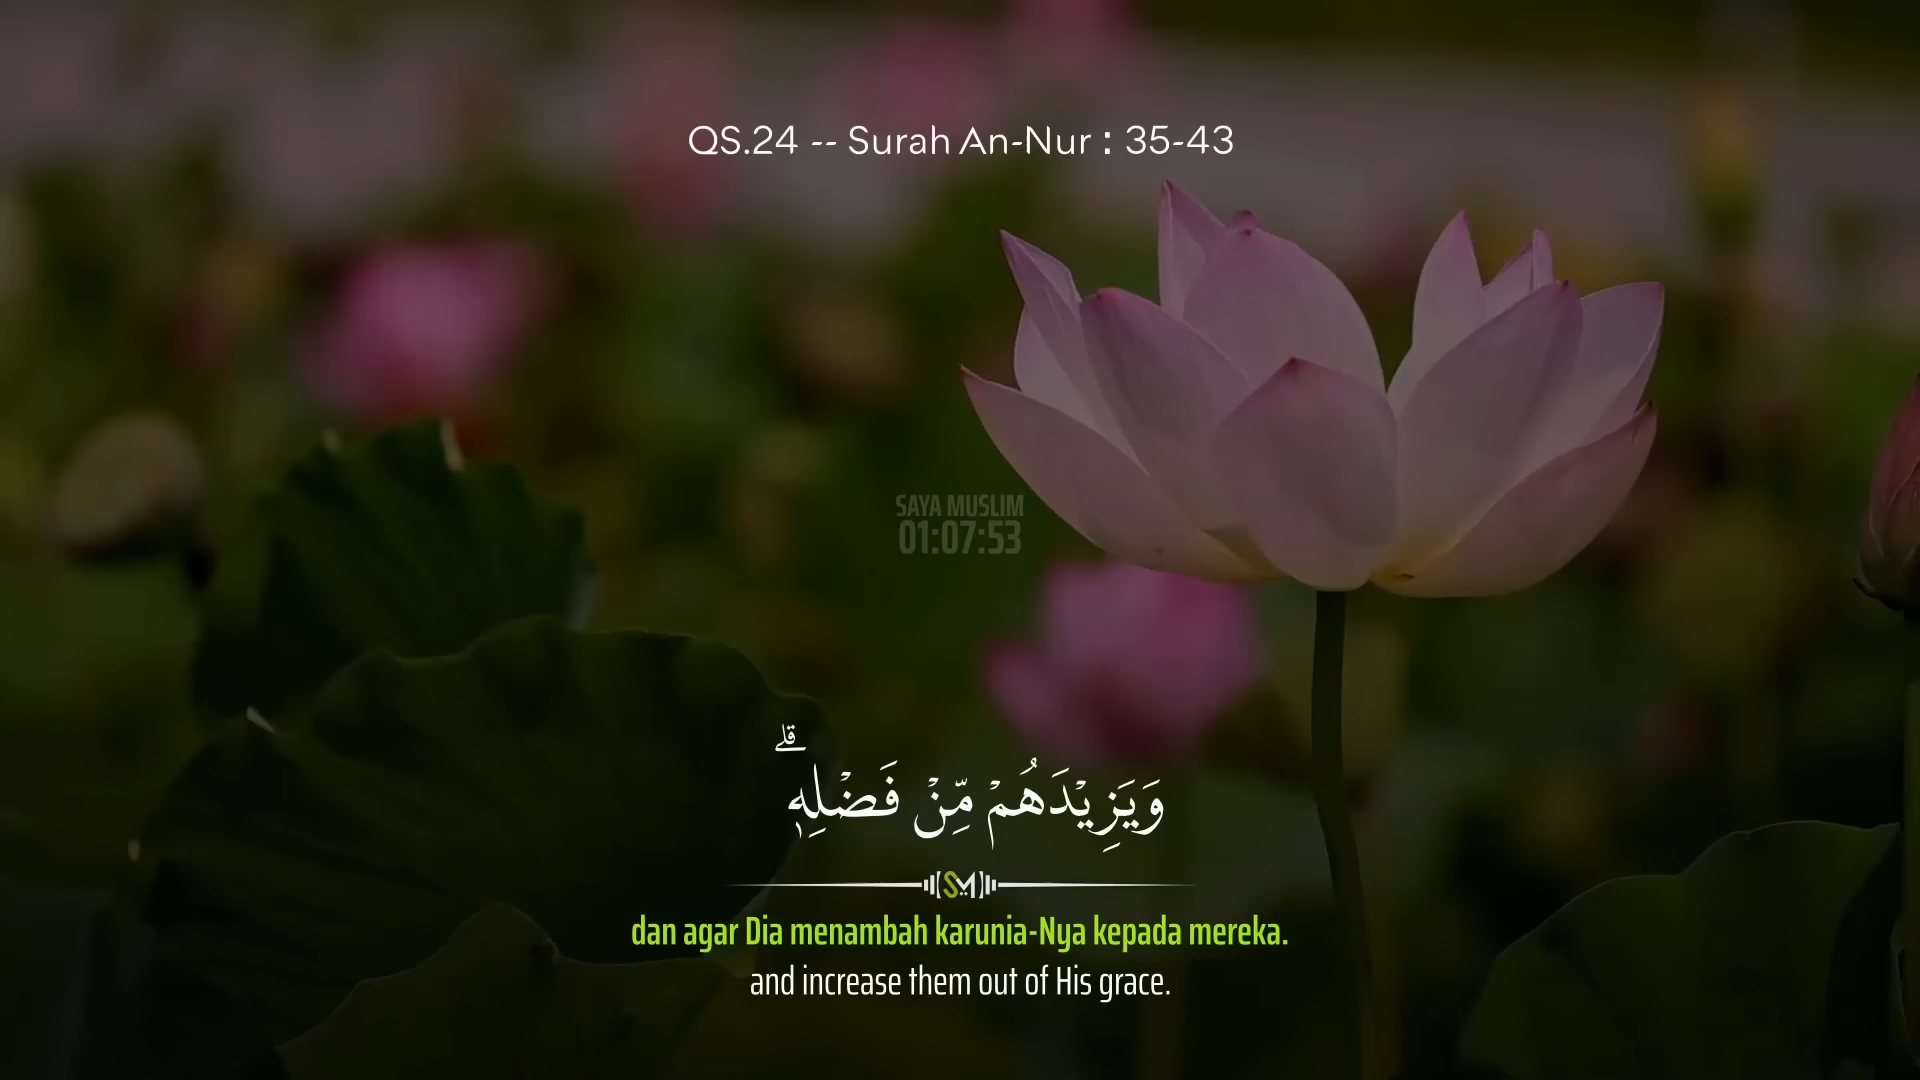 QS.24 -- Surah An-Nur : 35-43
SAYA MUSLIM
01:07:53
وَيَزِيْدَهُمْ مِّنْ فَضْلِهٖۗ
SM
dan agar Dia menambah karunia-Nya kepada mereka.
and increase them out of His grace.